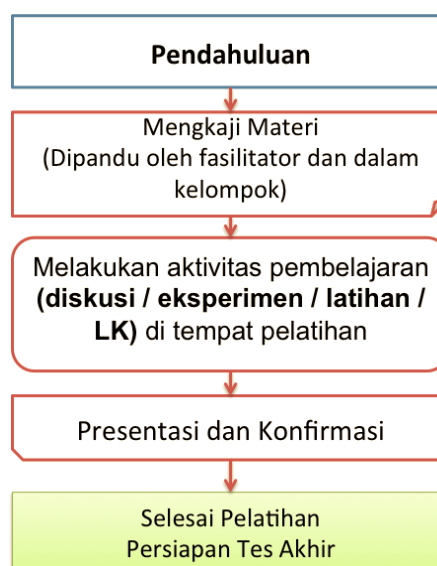 Pendahuluan
Mengkaji Materi
(Dipandu oleh fasilitator dan dalam
kelompok)
Melakukan aktivitas pembelajaran
(diskusi / eksperimen / latihan /
LK) di tempat pelatihan
Presentasi dan Konfirmasi
Selesai Pelatihan
Persiapan Tes Akhir